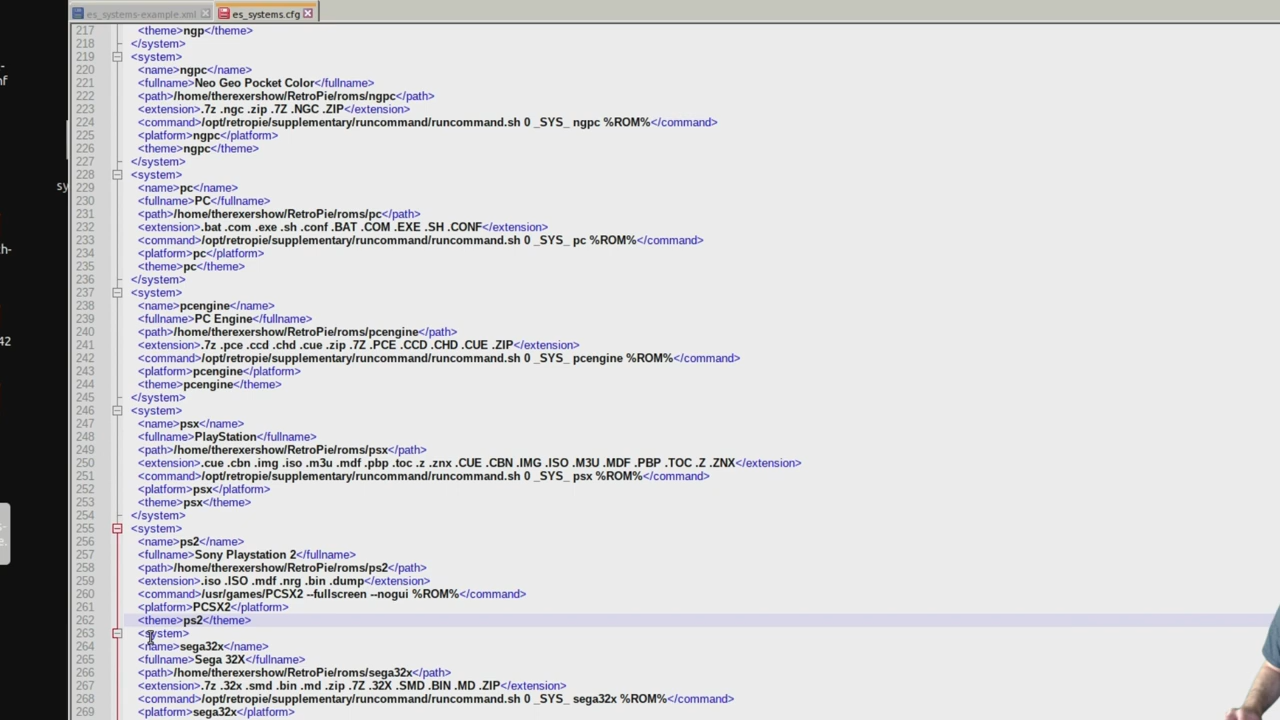 es_systems-example.xml
es_systems.cfg
217 <theme>ngp</theme>
218 </system>
219 <system>
220 <name>ngpc</name>
221 <fullname>Neo Geo Pocket Color</fullname>
222 <path>/home/therexershow/RetroPie/roms/ngpc</path>
223 <extension>.7z .ngc .zip .7Z .NGC .ZIP</extension>
224 <command>/opt/retropie/supplementary/runcommand/runcommand.sh 0 _SYS_ ngpc %ROM%</command>
225 <platform>ngpc</platform>
226 <theme>ngpc</theme>
227 </system>
228 <system>
229 <name>pc</name>
230 <fullname>PC</fullname>
231 <path>/home/therexershow/RetroPie/roms/pc</path>
232 <extension>.bat .com .exe .sh .conf .BAT .COM .EXE .SH .CONF</extension>
233 <command>/opt/retropie/supplementary/runcommand/runcommand.sh 0 _SYS_ pc %ROM%</command>
234 <platform>pc</platform>
235 <theme>pc</theme>
236 </system>
237 <system>
238 <name>pcengine</name>
239 <fullname>PC Engine</fullname>
240 <path>/home/therexershow/RetroPie/roms/pcengine</path>
241 <extension>.7z .pce .ccd .chd .cue .zip .7Z .PCE .CCD .CHD .CUE .ZIP</extension>
242 <command>/opt/retropie/supplementary/runcommand/runcommand.sh 0 _SYS_ pcengine %ROM%</command>
243 <platform>pcengine</platform>
244 <theme>pcengine</theme>
245 </system>
246 <system>
247 <name>psx</name>
248 <fullname>PlayStation</fullname>
249 <path>/home/therexershow/RetroPie/roms/psx</path>
250 <extension>.cue .cbn .img .iso .m3u .mdf .pbp .toc .z .znx .CUE .CBN .IMG .ISO .M3U .MDF .PBP .TOC .Z .ZNX</extension>
251 <command>/opt/retropie/supplementary/runcommand/runcommand.sh 0 _SYS_ psx %ROM%</command>
252 <platform>psx</platform>
253 <theme>psx</theme>
254 </system>
255 <system>
256 <name>ps2</name>
257 <fullname>Sony Playstation 2</fullname>
258 <path>/home/therexershow/RetroPie/roms/ps2</path>
259 <extension>.iso .ISO .mdf .nrg .bin .dump</extension>
260 <command>/usr/games/PCSX2 --fullscreen --nogui %ROM%</command>
261 <platform>PCSX2</platform>
262 <theme>ps2</theme>
263 <system>
264 <name>sega32x</name>
265 <fullname>Sega 32X</fullname>
266 <path>/home/therexershow/RetroPie/roms/sega32x</path>
267 <extension>.7z .32x .smd .bin .md .zip .7Z .32X .SMD .BIN .MD .ZIP</extension>
268 <command>/opt/retropie/supplementary/runcommand/runcommand.sh 0 _SYS_ sega32x %ROM%</command>
269 <platform>sega32x</platform>